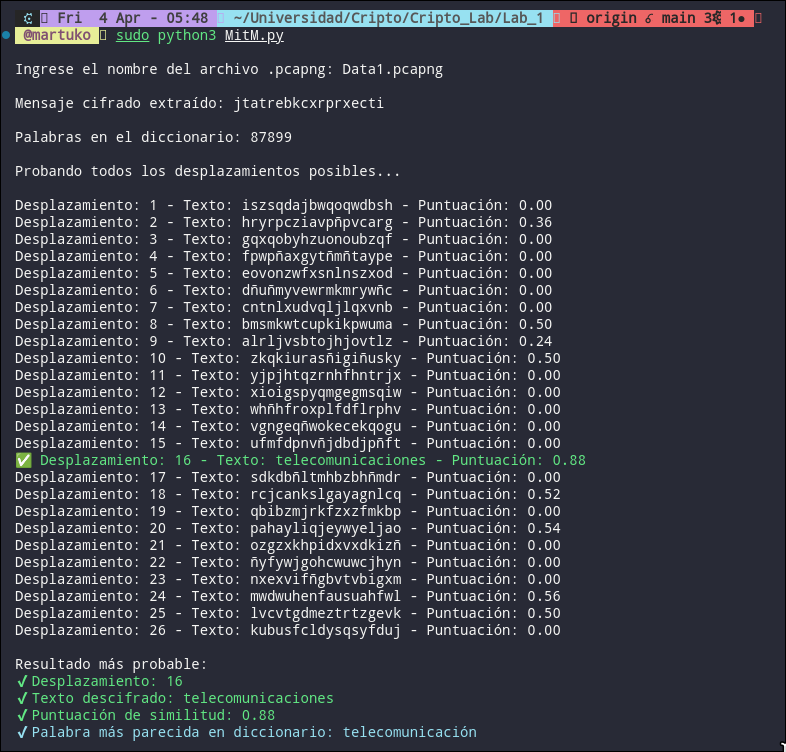 Fri 4 Apr - 05:48 ~/Universidad/Cripto/Cripto_Lab/Lab_1 origin main 3 1●
@martuko sudo python3 MitM.py
Ingrese el nombre del archivo .pcapng: Data1.pcapng
Mensaje cifrado extraído: jtatrebkcxrprxecti
Palabras en el diccionario: 87899
Probando todos los desplazamientos posibles...
Desplazamiento: 1 - Texto: iszsqdajbwqoqwdbsh - Puntuación: 0.00
Desplazamiento: 2 - Texto: hryrpcziavpñpvcarg - Puntuación: 0.36
Desplazamiento: 3 - Texto: gqxqobyhzuonoubzqf - Puntuación: 0.00
Desplazamiento: 4 - Texto: fpwpñaxgytñmñtaype - Puntuación: 0.00
Desplazamiento: 5 - Texto: eovonzwfxsnlnszxod - Puntuación: 0.00
Desplazamiento: 6 - Texto: dñuñmyvewrmkmrywñc - Puntuación: 0.00
Desplazamiento: 7 - Texto: cntnlxudvqljlqxvnb - Puntuación: 0.00
Desplazamiento: 8 - Texto: bmsmkwtcupkikpwuma - Puntuación: 0.50
Desplazamiento: 9 - Texto: alrljvsbtojhjovtlz - Puntuación: 0.24
Desplazamiento: 10 - Texto: zkqkiurasñigiñusky - Puntuación: 0.50
Desplazamiento: 11 - Texto: yjpjhtqzrnhfhntrjx - Puntuación: 0.00
Desplazamiento: 12 - Texto: xioigspyqmgegmsqiw - Puntuación: 0.00
Desplazamiento: 13 - Texto: whñhfroxplfdflrphv - Puntuación: 0.00
Desplazamiento: 14 - Texto: vgngeqñwokecekqogu - Puntuación: 0.00
Desplazamiento: 15 - Texto: ufmfdpnvñjdbdjpñft - Puntuación: 0.00
✅ Desplazamiento: 16 - Texto: telecomunicaciones - Puntuación: 0.88
Desplazamiento: 17 - Texto: sdkdbñltmhbzbhñmdr - Puntuación: 0.00
Desplazamiento: 18 - Texto: rcjcankslgayagnlcq - Puntuación: 0.52
Desplazamiento: 19 - Texto: qbibzmjrkfzxzfmkbp - Puntuación: 0.00
Desplazamiento: 20 - Texto: pahayliqjeywyeljao - Puntuación: 0.54
Desplazamiento: 21 - Texto: ozgzxkhpidxvxdkizñ - Puntuación: 0.00
Desplazamiento: 22 - Texto: ñyfywjgohcwuwcjhyn - Puntuación: 0.00
Desplazamiento: 23 - Texto: nxexvifñgbvtvbigxm - Puntuación: 0.00
Desplazamiento: 24 - Texto: mwdwuhenfausuahfwl - Puntuación: 0.56
Desplazamiento: 25 - Texto: lvcvtgdmeztrtzgevk - Puntuación: 0.50
Desplazamiento: 26 - Texto: kubusfcldysqsyfduj - Puntuación: 0.00
Resultado más probable:
✔Desplazamiento: 16
✔Texto descifrado: telecomunicaciones
✔Puntuación de similitud: 0.88
✔Palabra más parecida en diccionario: telecomunicación